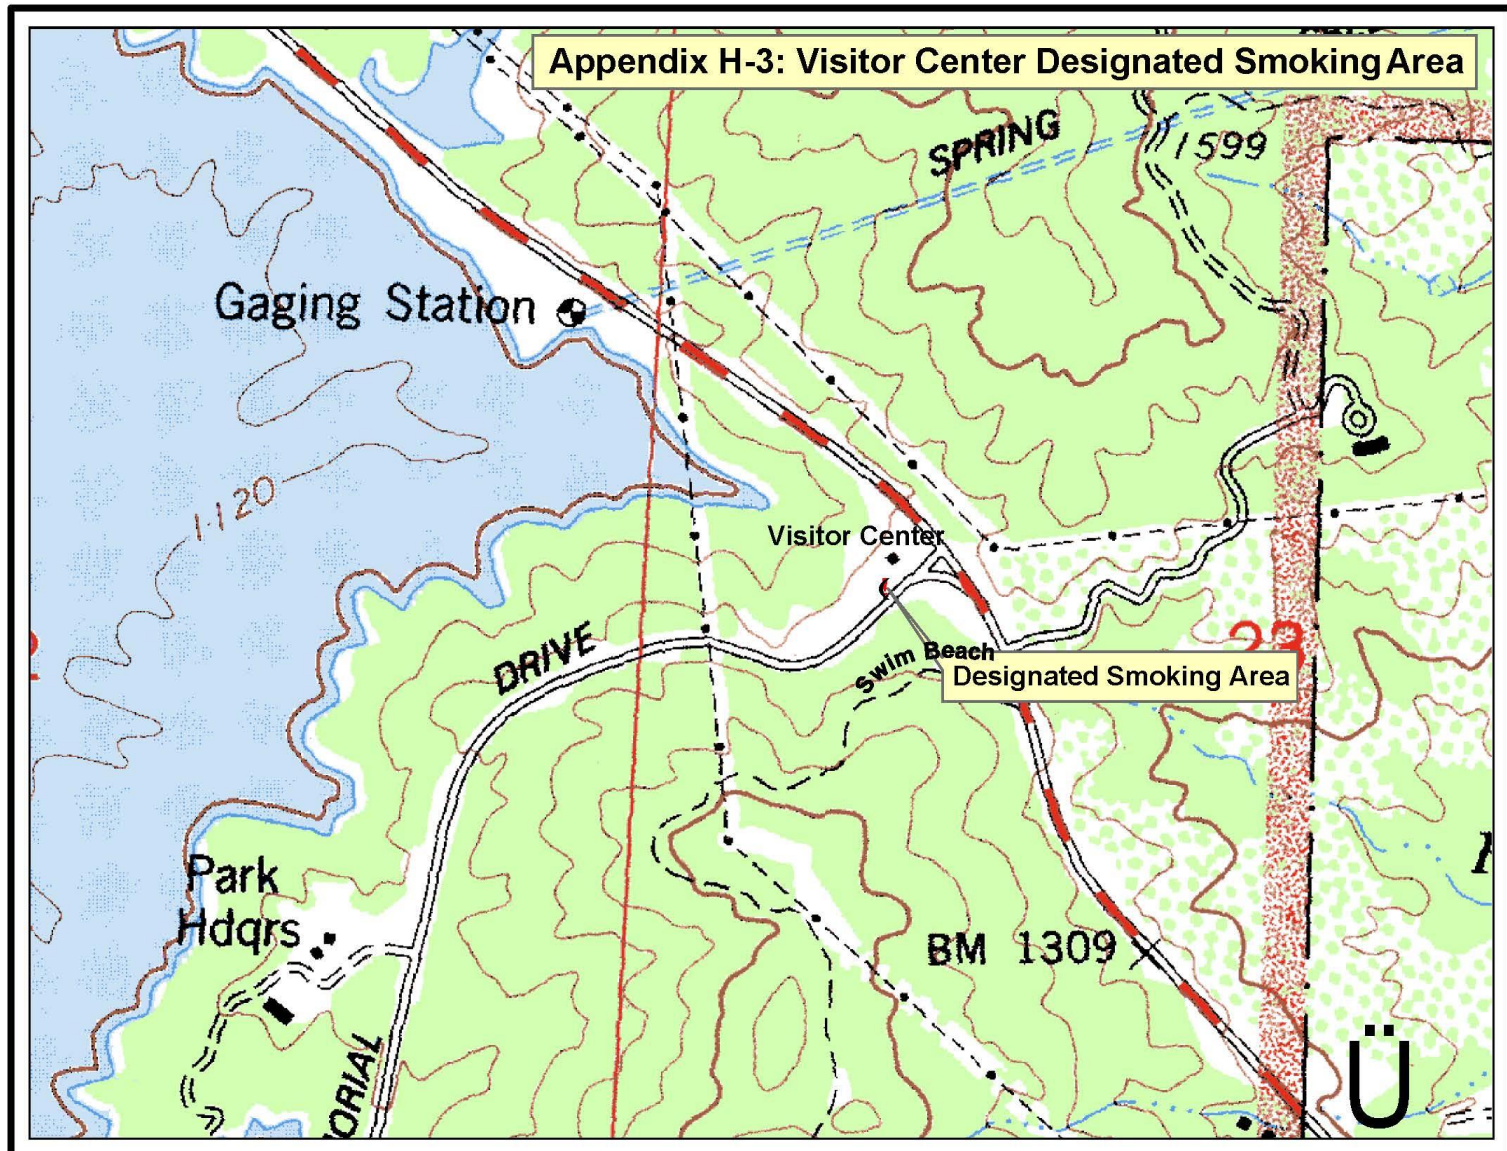 Appendix H-3: Visitor Center Designated Smoking Area
SPRING
1599
Gaging Station
1120
Visitor Center
DRIVE
Swim Beach
23
Designated Smoking Area
Park
Hdqrs
BM 1309
ORIAL
Ü